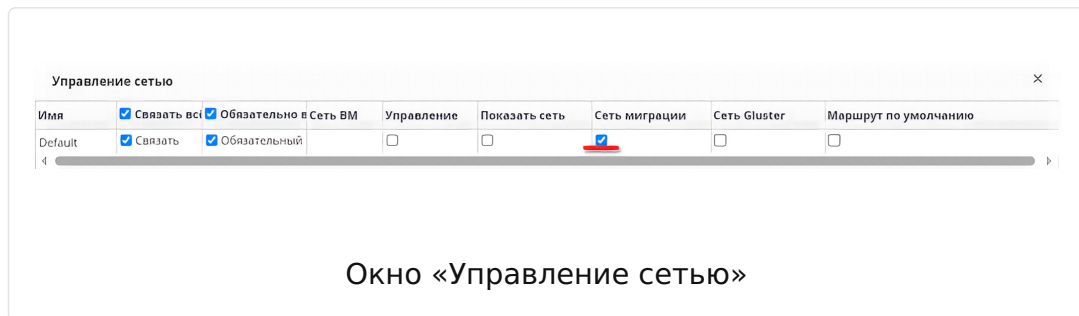 Управление сетью
Имя Связать всё Обязательно в Сеть ВМ Управление Показать сеть Сеть миграции Сеть Gluster Маршрут по умолчанию
Default Связать Обязательный
Окно «Управление сетью»